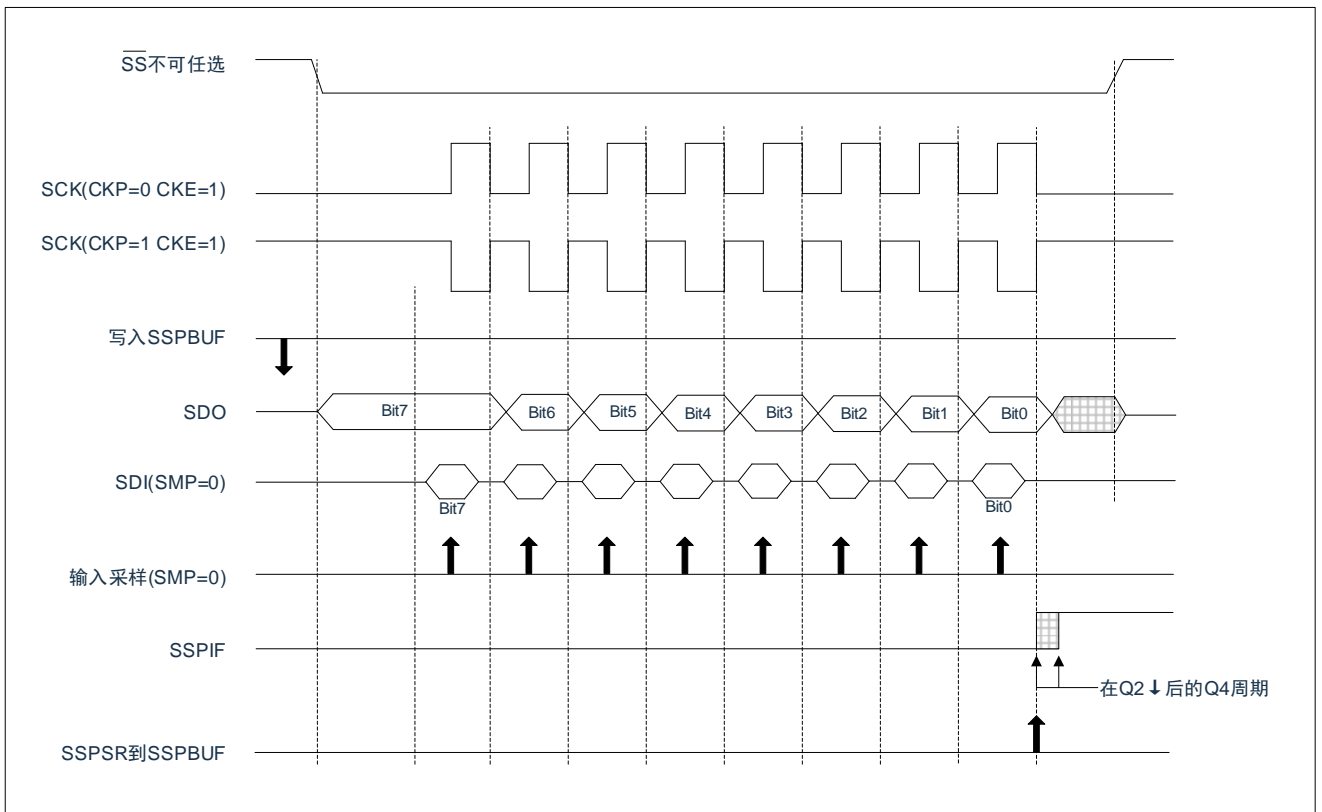 SS不可任选
SCK(CKP=0 CKE=1)
SCK(CKP=1 CKE=1)
写入SSPBUF
SDO
Bit7
Bit6
Bit5
Bit4
Bit3
Bit2
Bit1
Bit0
SDI(SMP=0)
Bit7
Bit0
输入采样(SMP=0)
SSPIF
在Q2↓后的Q4周期
SSPSR到SSPBUF